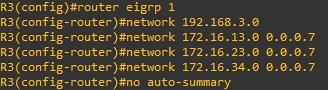 R3(config)#router eigrp 1
R3(config-router)#network 192.168.3.0
R3(config-router)#network 172.16.13.0 0.0.0.7
R3(config-router)#network 172.16.23.0 0.0.0.7
R3(config-router)#network 172.16.34.0 0.0.0.7
R3(config-router)#no auto-summary